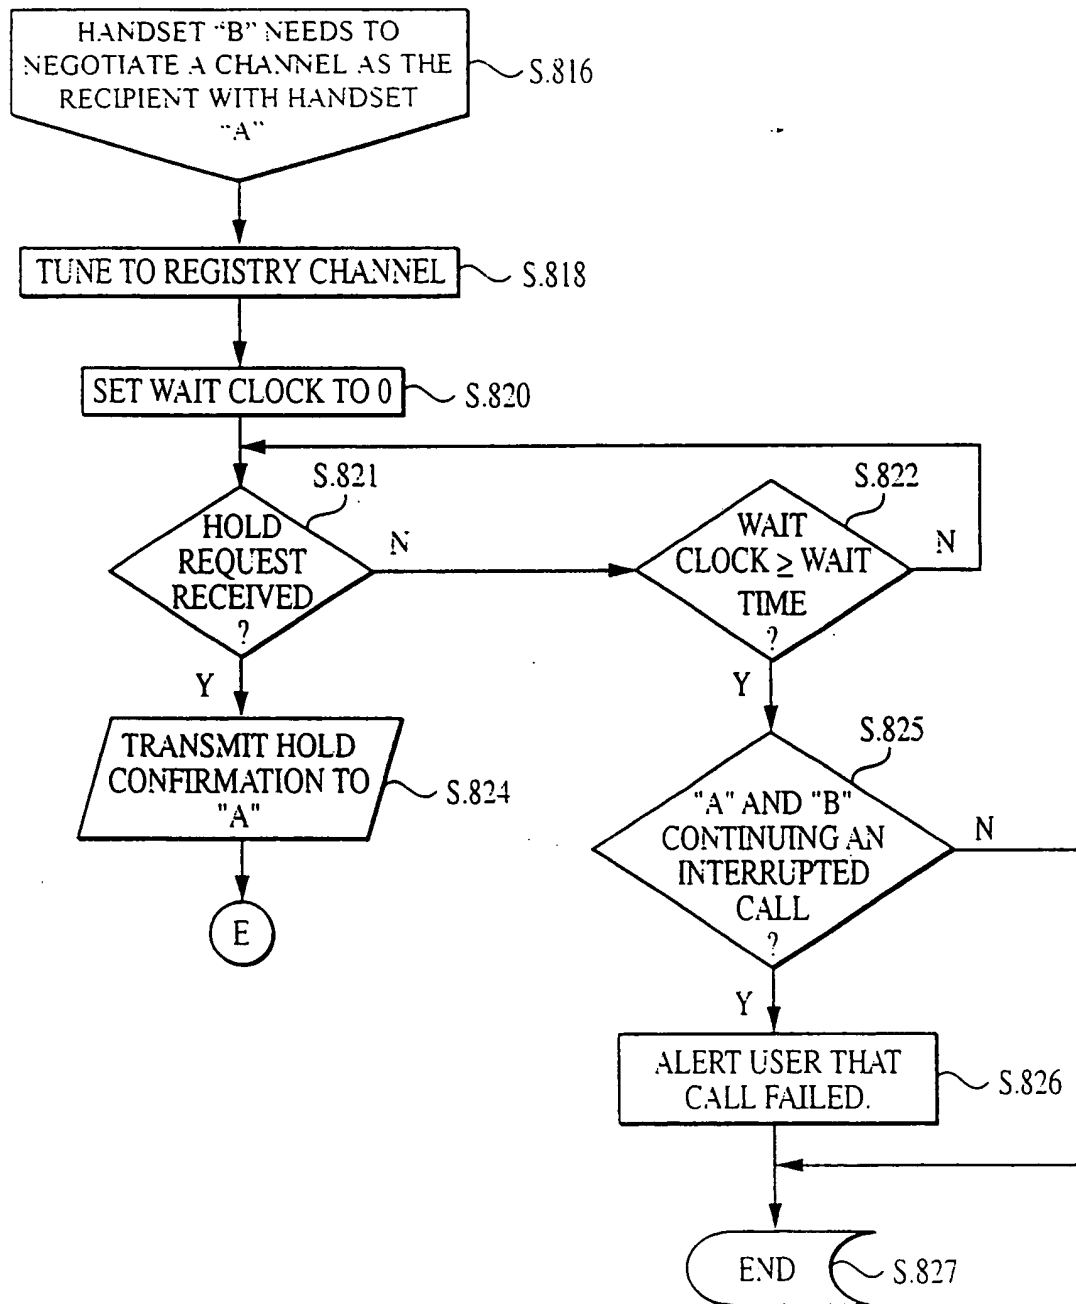 HANDSET "B" NEEDS TO
NEGOTIATE A CHANNEL AS THE
RECIPIENT WITH HANDSET
"A"
S.816
TUNE TO REGISTRY CHANNEL
S.818
SET WAIT CLOCK TO 0
S.820
S.821
HOLD
REQUEST
RECEIVED
?
N
Y
S.822
WAIT
CLOCK ≥ WAIT
TIME
?
N
Y
TRANSMIT HOLD
CONFIRMATION TO
"A"
S.824
E
S.825
"A" AND "B"
CONTINUING AN
INTERRUPTED
CALL
?
N
Y
ALERT USER THAT
CALL FAILED.
S.826
END
S.827